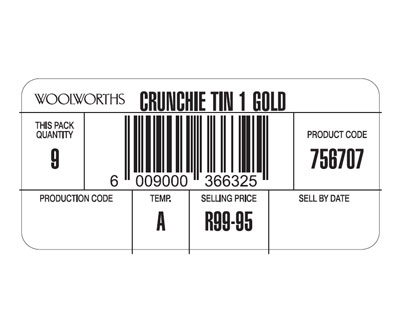 WOOLWORTHS CRUNCHIE TIN 1 GOLD
THIS PACK QUANTITY
9
6 009000 366325
PRODUCT CODE
756707
PRODUCTION CODE
TEMP.
A
SELLING PRICE
R99-95
SELL BY DATE